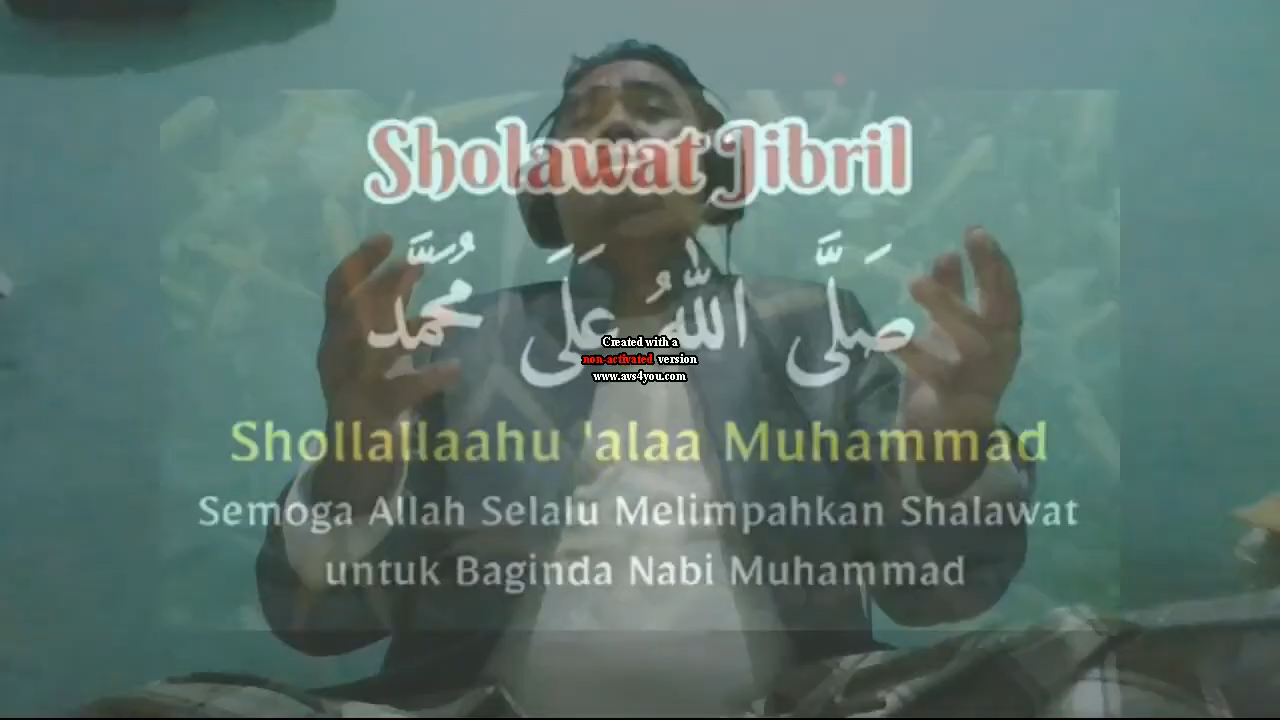 Sholawat Jibril
صَلَّى اللّٰهُ عَلَى مُحَمَّد
Created with a
non-activated version
www.avs4you.com
Shollallaahu 'alaa Muhammad
Semoga Allah Selalu Melimpahkan Shalawat
untuk Baginda Nabi Muhammad